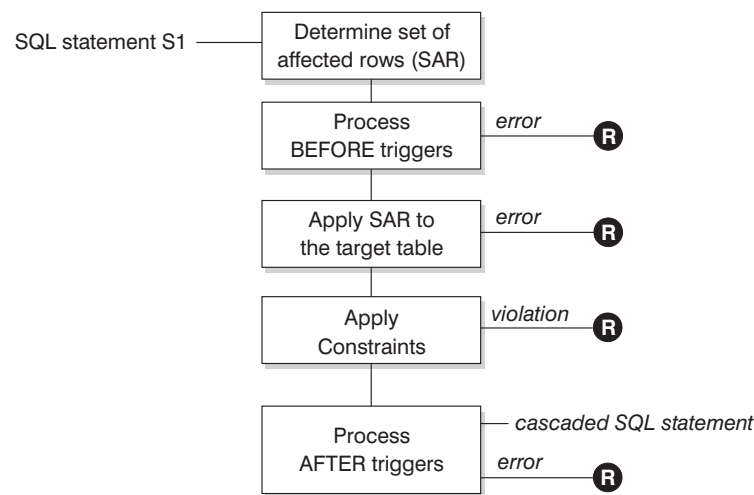 SQL statement S1
Determine set of
affected rows (SAR)
Process
BEFORE triggers
error
R
Apply SAR to
the target table
error
R
Apply
Constraints
violation
R
Process
AFTER triggers
cascaded SQL statement
error
R